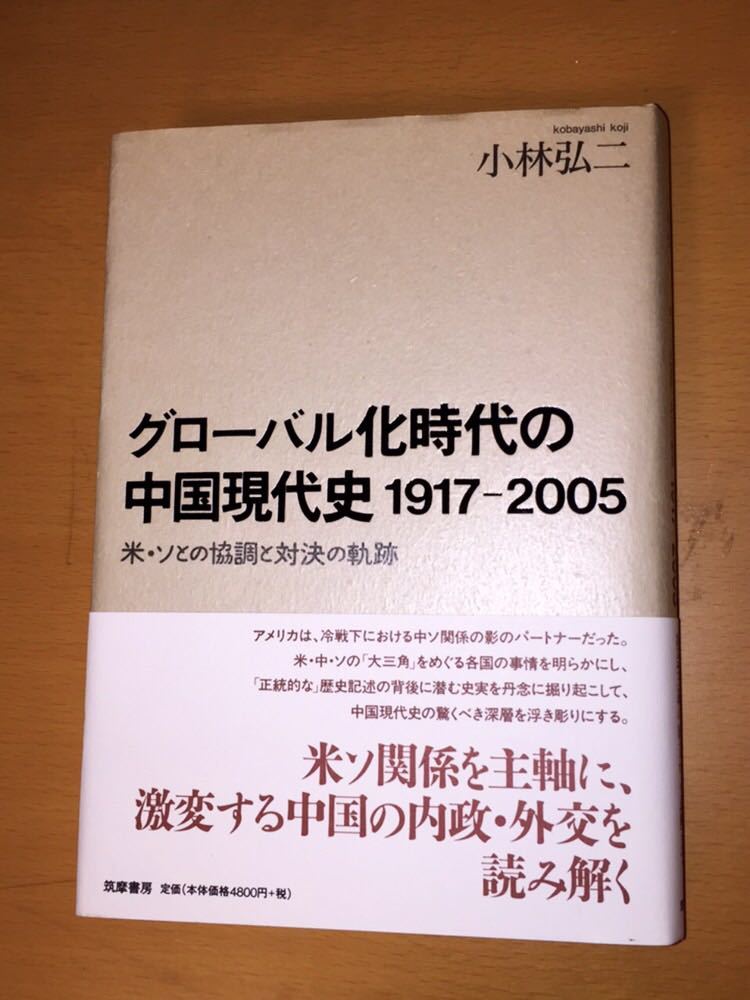 kobayashi koji
小林弘二
グローバル化時代の
中国現代史 1917-2005
米・ソとの協調と対決の軌跡
アメリカは、冷戦下における中ソ関係の影のパートナーだった。
米・中・ソの「大三角」をめぐる各国の事情を明らかにし、
「正統的な」歴史記述の背後に潜む史実を丹念に掘り起こして、
中国現代史の驚くべき深層を浮き彫りにする。
米ソ関係を主軸に、
激変する中国の内政・外交を
読み解く
筑摩書房 定価(本体価格4800円+税)